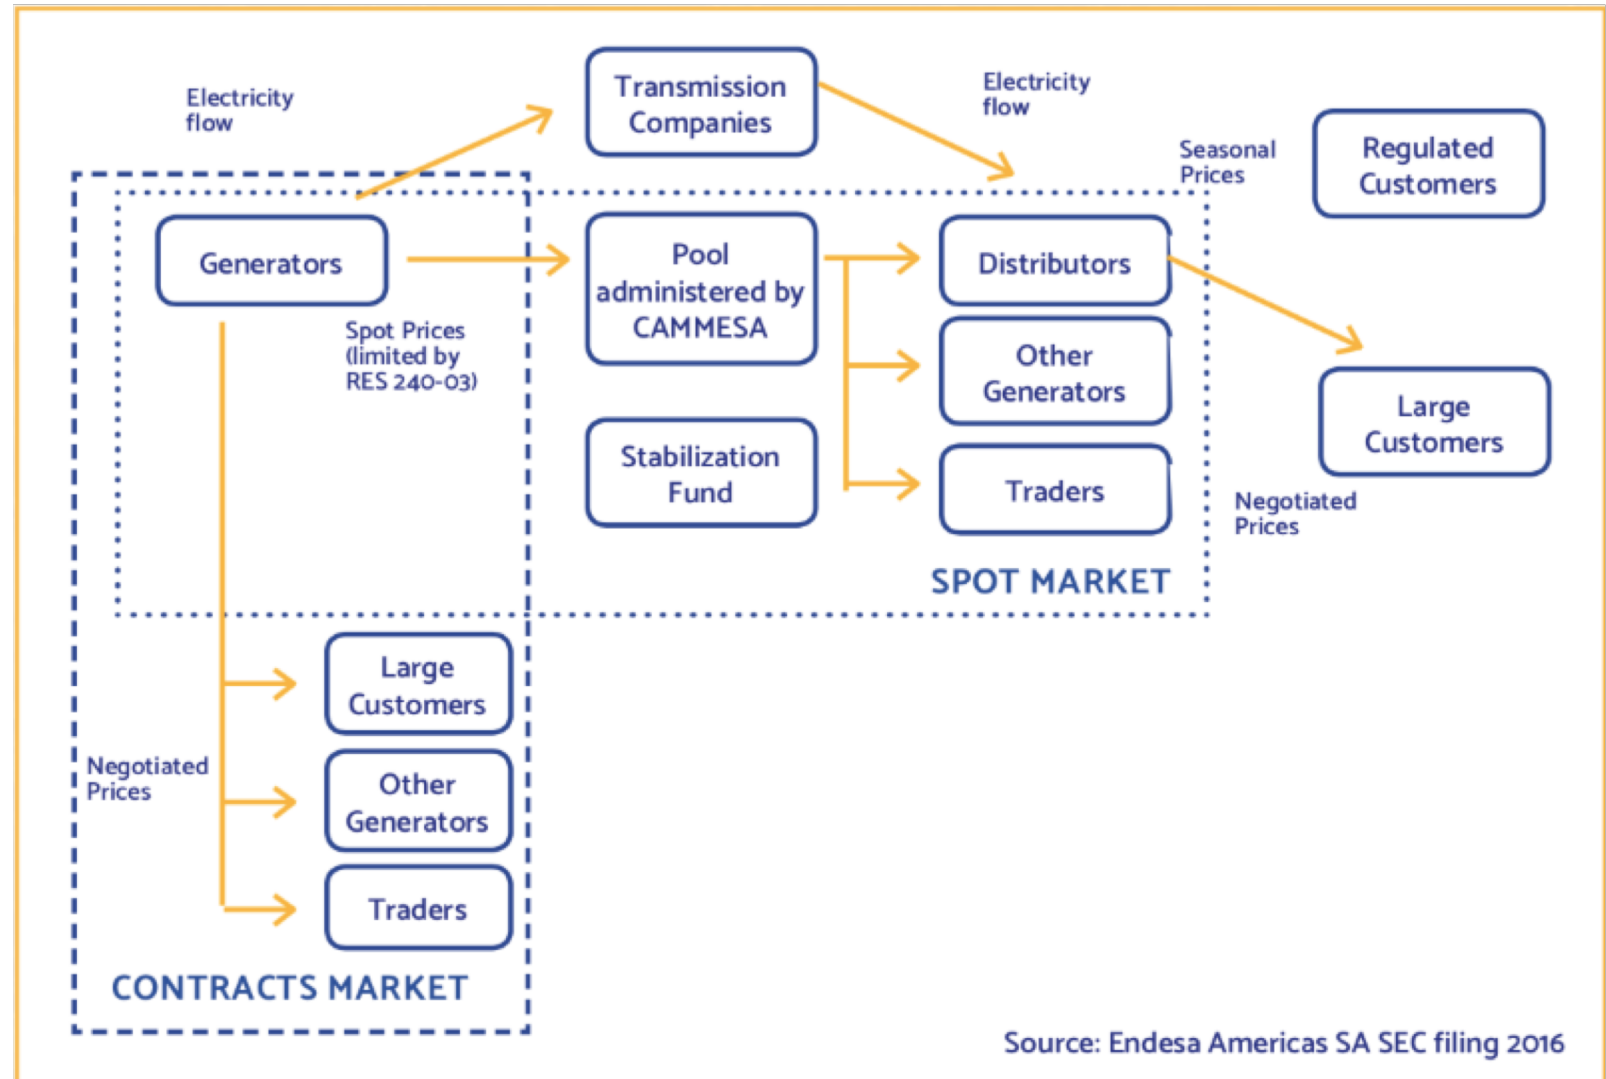 Electricity
flow
Transmission
Companies
Electricity
flow
Seasonal
Prices
Regulated
Customers
Generators
Pool
administered by
CAMMESA
Distributors
Spot Prices
(limited by
RES 240-03)
Other
Generators
Large
Customers
Stabilization
Fund
Traders
Negotiated
Prices
SPOT MARKET
Large
Customers
Negotiated
Prices
Other
Generators
Traders
CONTRACTS MARKET
Source: Endesa Americas SA SEC filing 2016